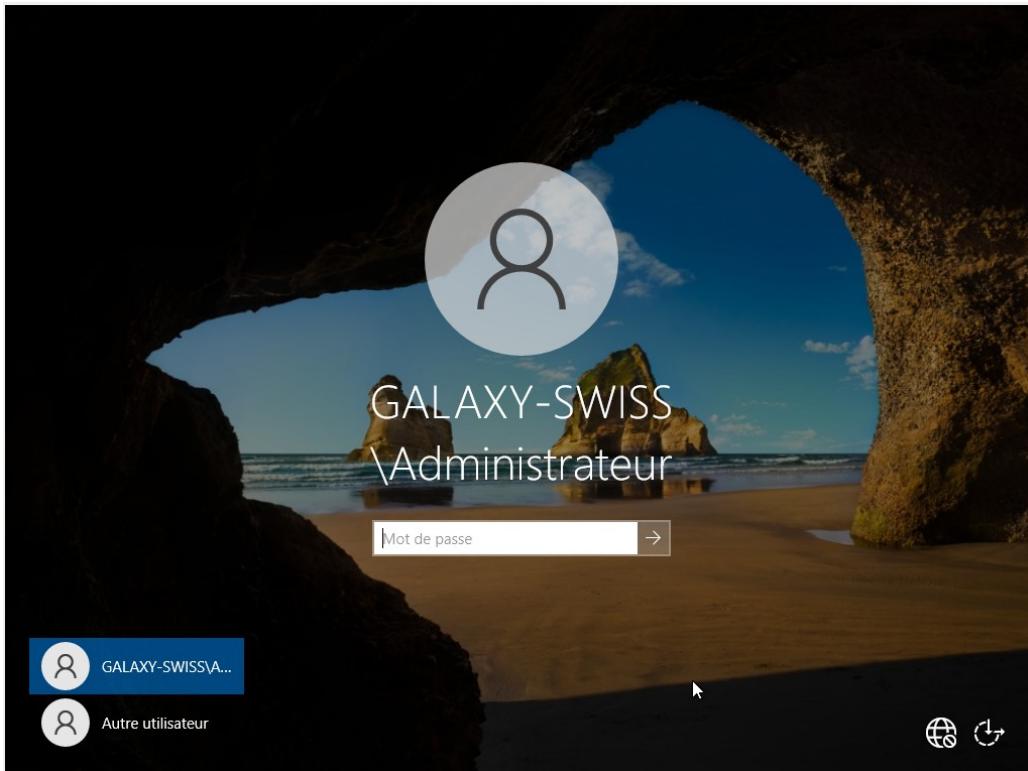 GALAXY-SWISS
\Administrateur
Mot de passe
GALAXY-SWISS\A...
Autre utilisateur